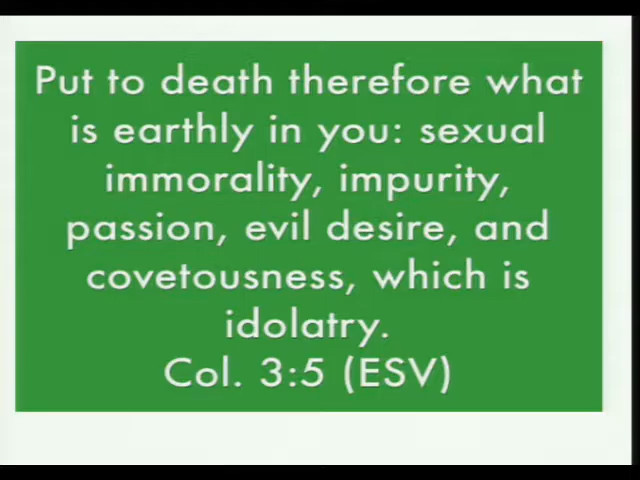 Put to death therefore what
is earthly in you: sexual
immorality, impurity,
passion, evil desire, and
covetousness, which is
idolatry.
Col. 3:5 (ESV)